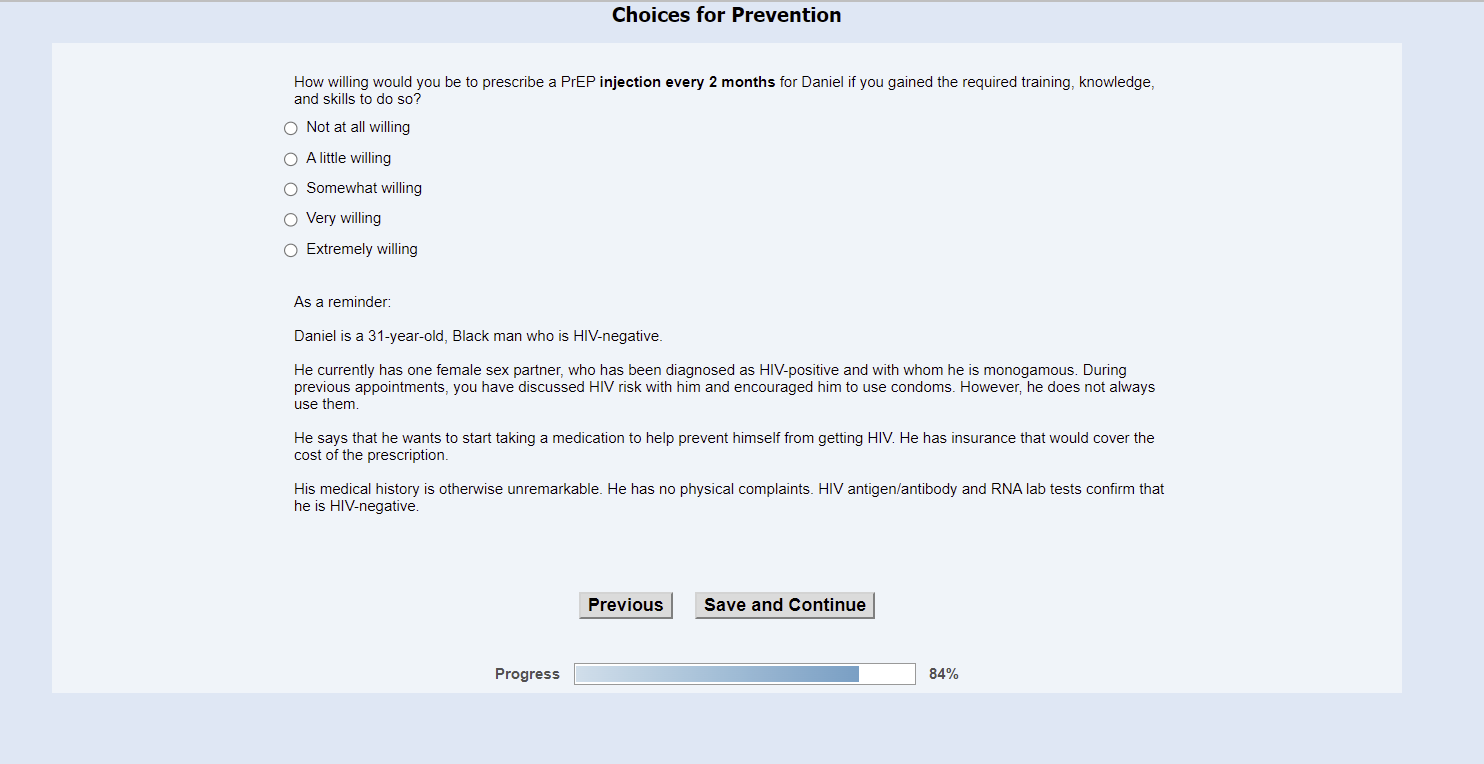 Choices for Prevention
How willing would you be to prescribe a PrEP injection every 2 months for Daniel if you gained the required training, knowledge,
and skills to do so?
Not at all willing
A little willing
Somewhat willing
Very willing
Extremely willing
As a reminder:
Daniel is a 31-year-old, Black man who is HIV-negative.
He currently has one female sex partner, who has been diagnosed as HIV-positive and with whom he is monogamous. During
previous appointments, you have discussed HIV risk with him and encouraged him to use condoms. However, he does not always
use them.
He says that he wants to start taking a medication to help prevent himself from getting HIV. He has insurance that would cover the
cost of the prescription.
His medical history is otherwise unremarkable. He has no physical complaints. HIV antigen/antibody and RNA lab tests confirm that
he is HIV-negative.
Previous Save and Continue
Progress 84%